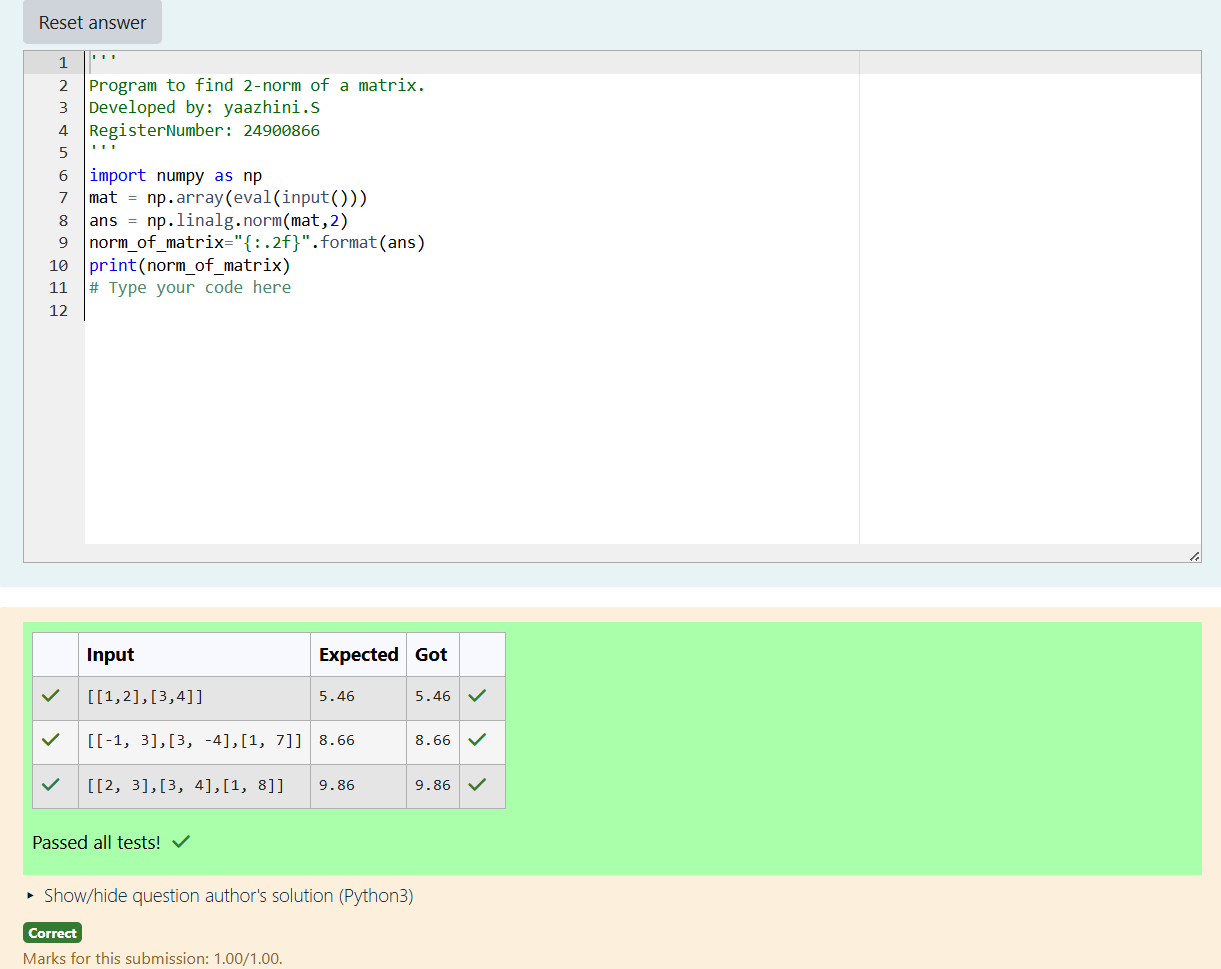 Reset answer
1 '''
2 Program to find 2-norm of a matrix.
3 Developed by: yaazhini.S
4 RegisterNumber: 24900866
5 '''
6 import numpy as np
7 mat = np.array(eval(input()))
8 ans = np.linalg.norm(mat,2)
9 norm_of_matrix="{:.2f}".format(ans)
10 print(norm_of_matrix)
11 # Type your code here
12
Input Expected Got
[[1,2],[3,4]] 5.46 5.46
[[-1, 3],[3, -4],[1, 7]] 8.66 8.66
[[2, 3],[3, 4],[1, 8]] 9.86 9.86
Passed all tests!
Show/hide question author's solution (Python3)
Correct
Marks for this submission: 1.00/1.00.